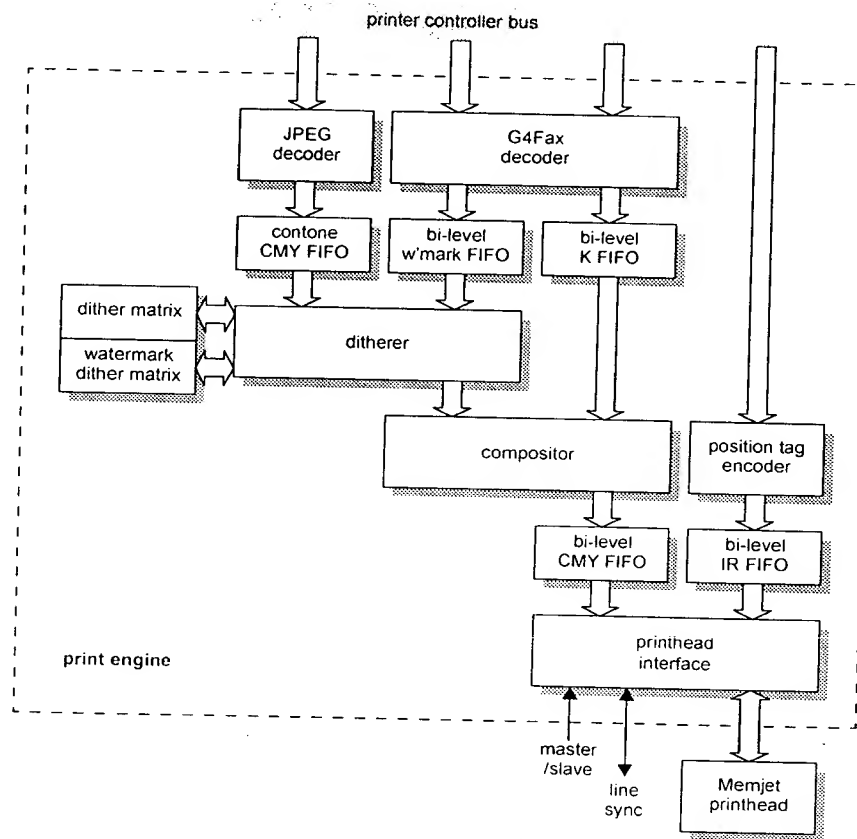 printer controller bus
JPEG
decoder
G4Fax
decoder
contone
CMY FIFO
bi-level
w'mark FIFO
bi-level
K FIFO
dither matrix
watermark
dither matrix
ditherer
compositor
position tag
encoder
bi-level
CMY FIFO
bi-level
IR FIFO
print engine
printhead
interface
master
/slave
line
sync
Memjet
printhead